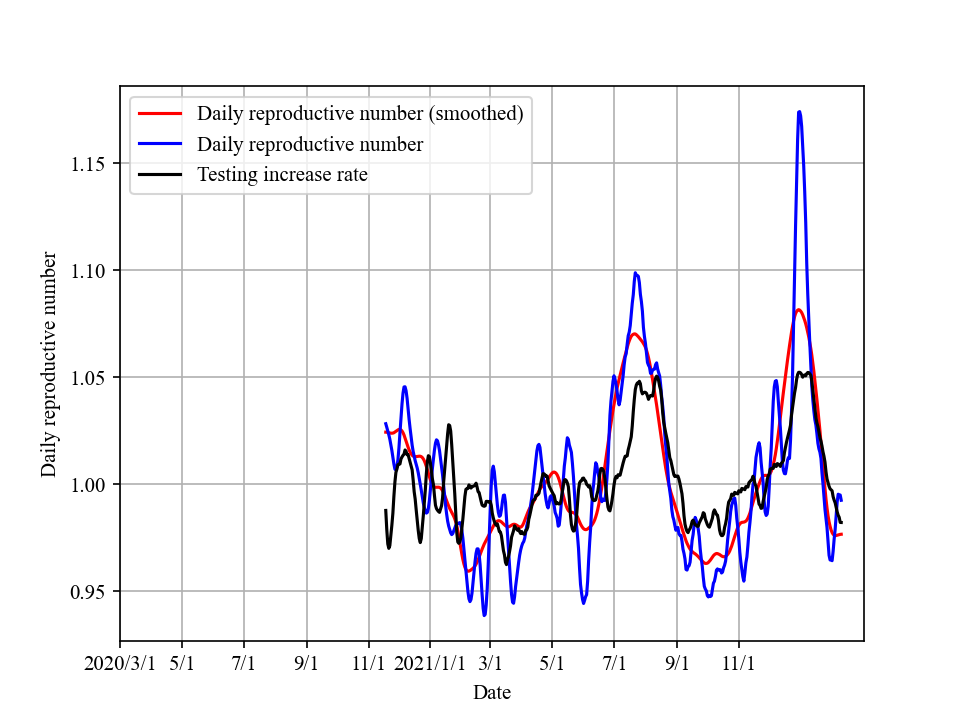 Daily reproductive number (smoothed)
Daily reproductive number
Testing increase rate
Daily reproductive number
1.15
1.10
1.05
1.00
0.95
2020/3/1 5/1 7/1 9/1 11/1 2021/1/1 3/1 5/1 7/1 9/1 11/1
Date